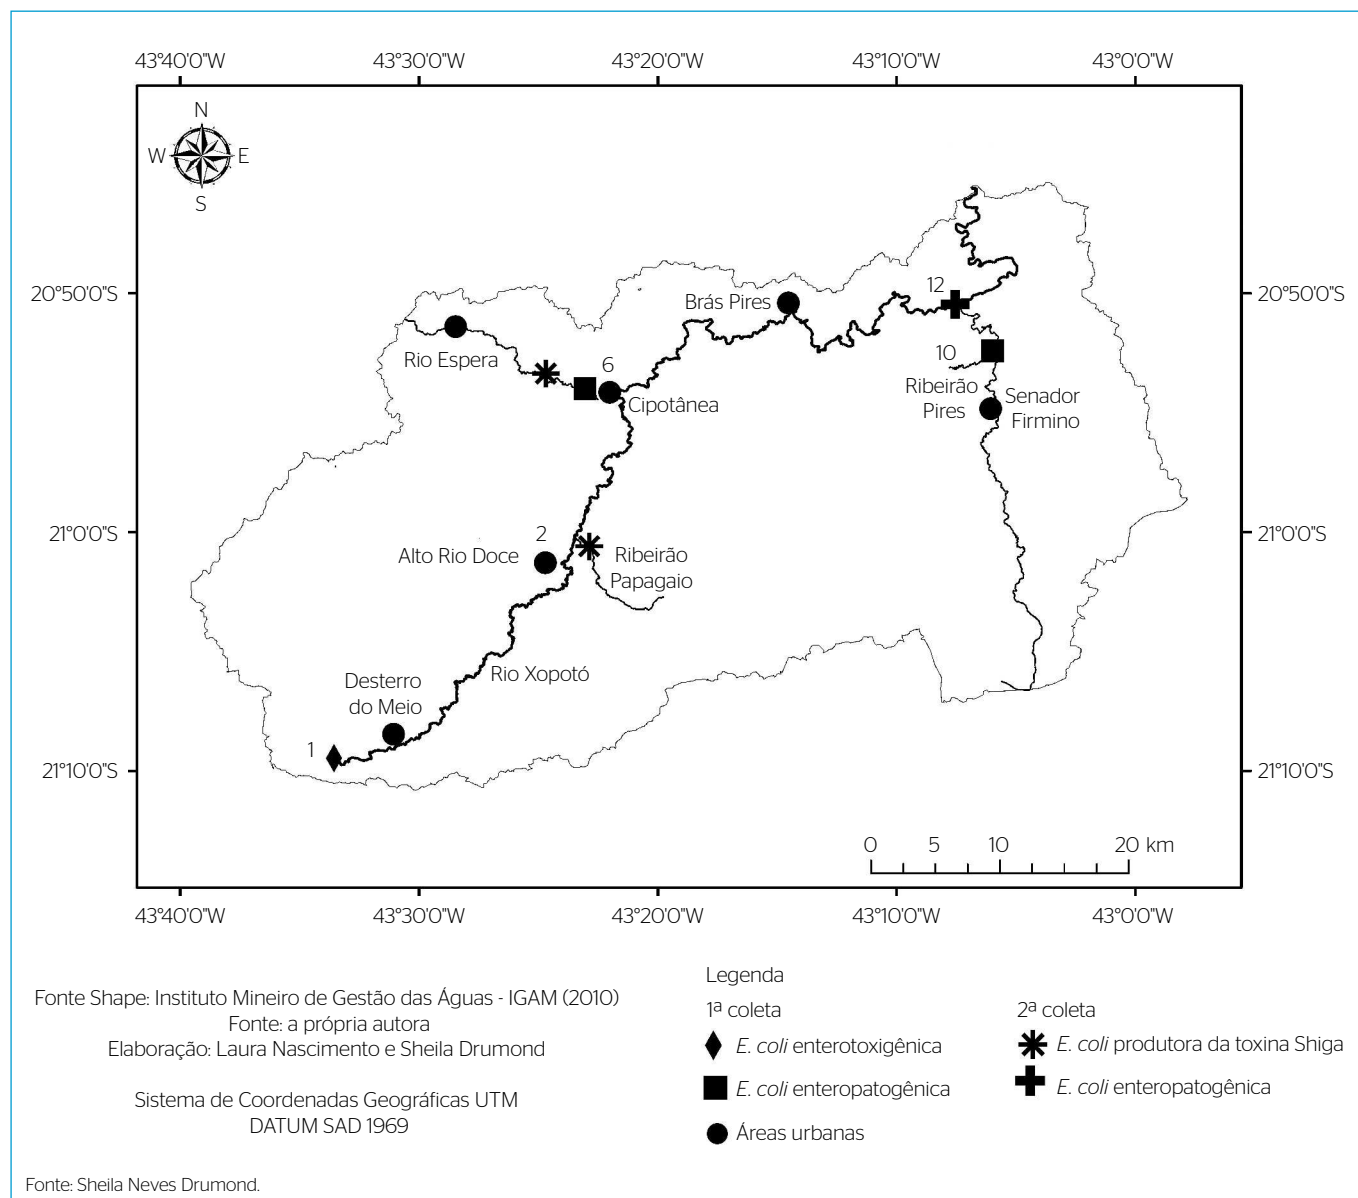 43°40'0"W 43°30'0"W 43°20'0"W 43°10'0"W 43°0'0"W
N
W E
S
12
20°50'0"S Brás Pires 20°50'0"S
Rio Espera 6 10
Cipotânea Ribeirão Senador
Pires Firmino
21°0'0"S 2 21°0'0"S
Alto Rio Doce Ribeirão
Papagaio
Rio Xopotó
Desterro
do Meio
1
21°10'0"S 21°10'0"S
0 5 10 20 km
43°40'0"W 43°30'0"W 43°20'0"W 43°10'0"W 43°0'0"W
Fonte Shape: Instituto Mineiro de Gestão das Águas - IGAM (2010)
Fonte: a própria autora
Elaboração: Laura Nascimento e Sheila Drumond
Sistema de Coordenadas Geográficas UTM
DATUM SAD 1969
Legenda
1ª coleta
E. coli enterotoxigênica
E. coli enteropatogênica
Áreas urbanas
2ª coleta
E. coli produtora da toxina Shiga
E. coli enteropatogênica
Fonte: Sheila Neves Drumond.